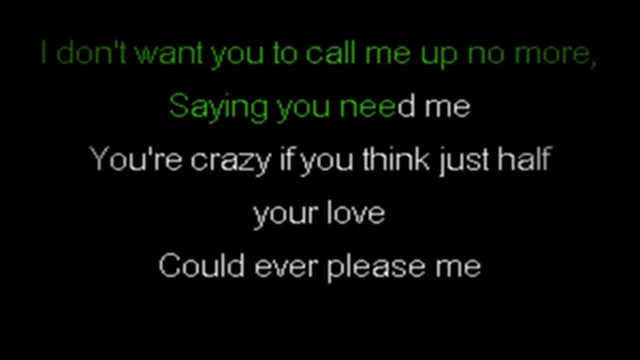 I don't want you to call me up no more,
Saying you need me
You're crazy if you think just half
your love
Could ever please me